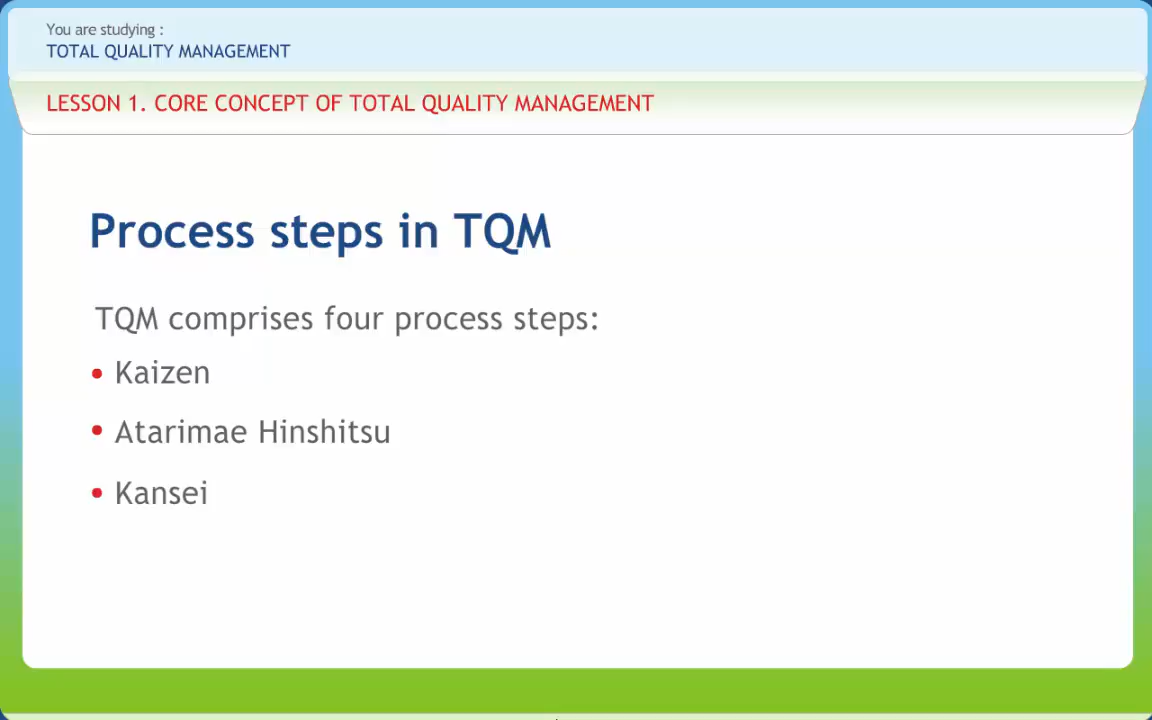 You are studying :
TOTAL QUALITY MANAGEMENT
LESSON 1. CORE CONCEPT OF TOTAL QUALITY MANAGEMENT
Process steps in TQM
TQM comprises four process steps:
• Kaizen
• Atarimae Hinshitsu
• Kansei